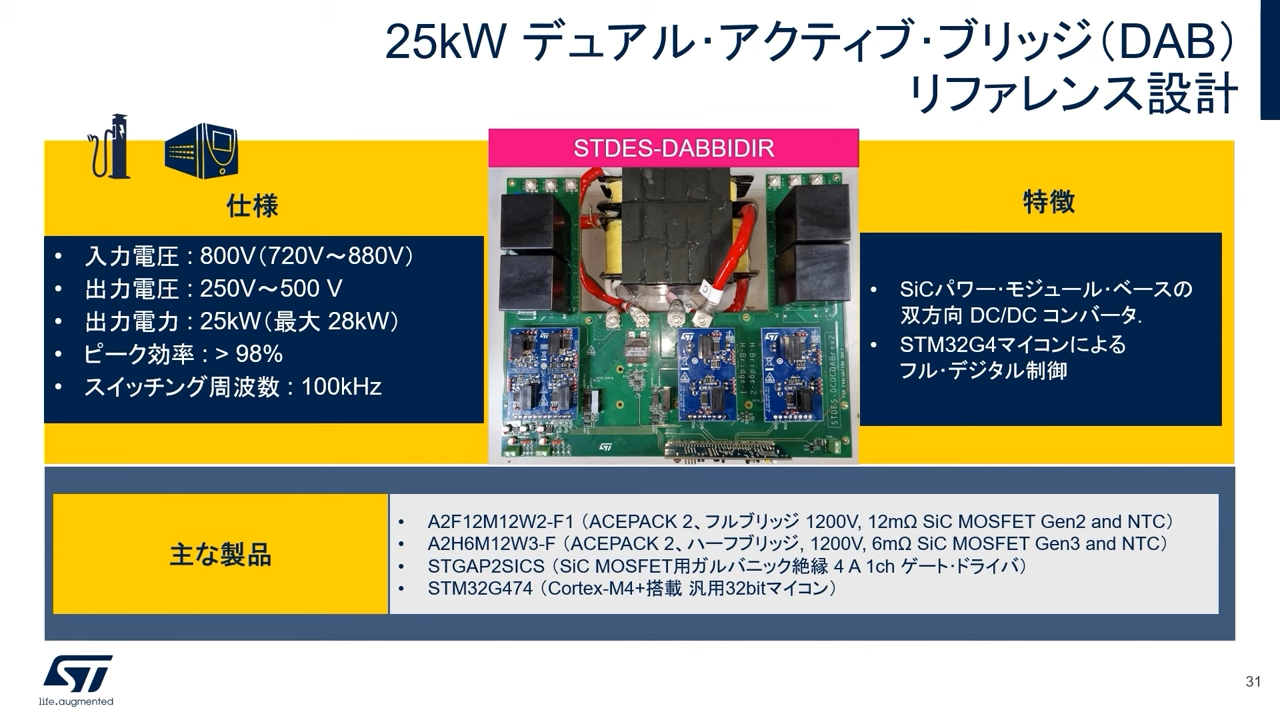 25kW デュアル・アクティブ・ブリッジ（DAB）
リファレンス設計
STDES-DABBIDIR
仕様
• 入力電圧 : 800V（720V～880V）
• 出力電圧 : 250V～500 V
• 出力電力 : 25kW（最大 28kW）
• ピーク効率 : > 98%
• スイッチング周波数 : 100kHz
H-Bridge-1
H-Bridge-2
STDES-DCDCDABrev2
特徴
• SiCパワー・モジュール・ベースの
双方向 DC/DC コンバータ.
• STM32G4マイコンによる
フル・デジタル制御
主な製品
• A2F12M12W2-F1（ACEPACK 2、フルブリッジ 1200V, 12mΩ SiC MOSFET Gen2 and NTC）
• A2H6M12W3-F（ACEPACK 2、ハーフブリッジ, 1200V, 6mΩ SiC MOSFET Gen3 and NTC）
• STGAP2SICS（SiC MOSFET用ガルバニック絶縁 4 A 1ch ゲート・ドライバ）
• STM32G474（Cortex-M4+搭載 汎用32bitマイコン）
ST
life.augmented
31